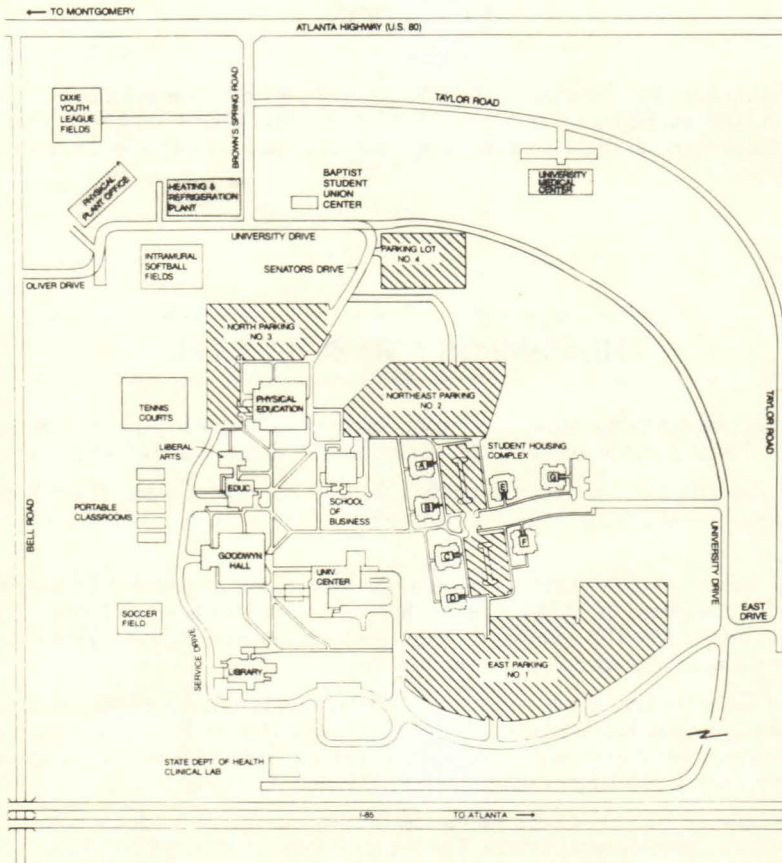 ← TO MONTGOMERY
ATLANTA HIGHWAY (U.S. 80)
DIXIE
YOUTH
LEAGUE
FIELDS
BROWN'S SPRING ROAD
TAYLOR ROAD
PHYSICAL
PLANT OFFICE
HEATING &
REFRIGERATION
PLANT
BAPTIST
STUDENT
UNION
CENTER
UNIVERSITY
MEDICAL
CENTER
UNIVERSITY DRIVE
PARKING LOT
NO. 4
INTRAMURAL
SOFTBALL
FIELDS
SENATORS DRIVE
OLIVER DRIVE
NORTH PARKING
NO. 3
TENNIS
COURTS
PHYSICAL
EDUCATION
NORTHEAST PARKING
NO. 2
TAYLOR ROAD
LIBERAL
ARTS
STUDENT HOUSING
COMPLEX
A
E
G
EDUC
B
PORTABLE
CLASSROOMS
SCHOOL
OF
BUSINESS
BELL ROAD
GOODWYN
HALL
F
C
UNIV.
CENTER
D
UNIVERSITY DRIVE
SOCCER
FIELD
EAST
DRIVE
SERVICE DRIVE
LIBRARY
EAST PARKING
NO. 1
STATE DEPT OF HEALTH
CLINICAL LAB
I-85
TO ATLANTA →